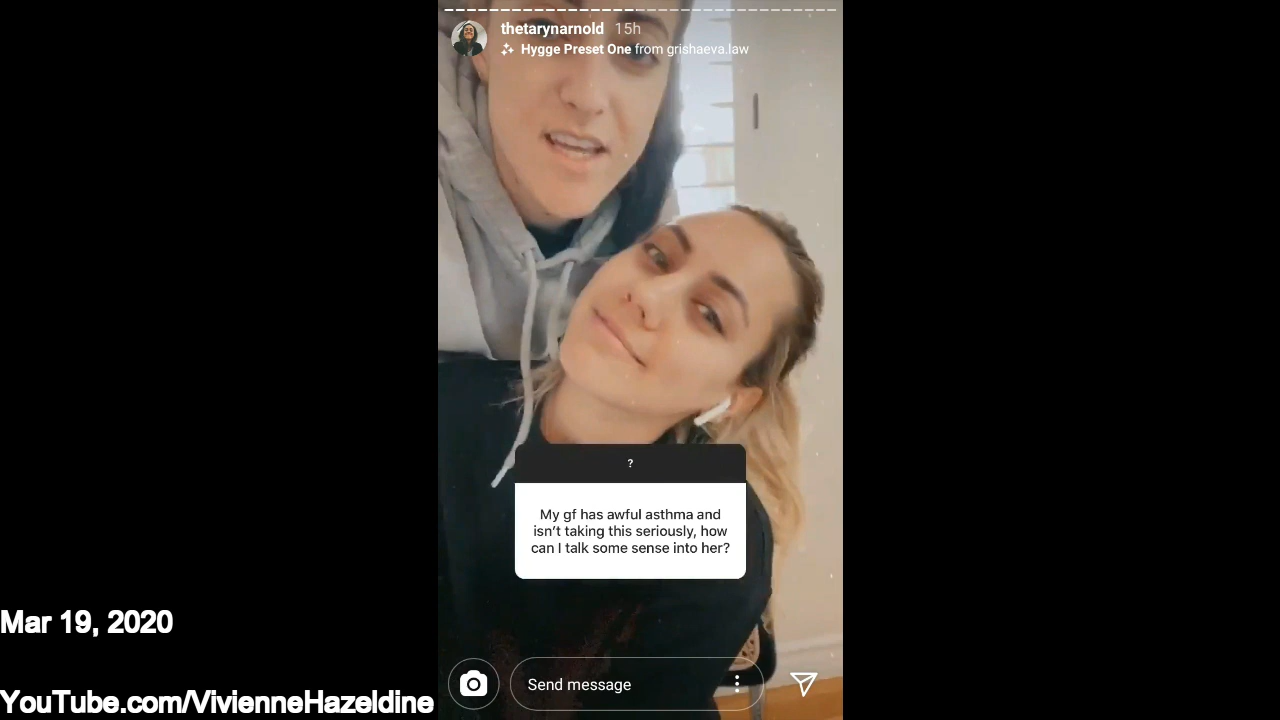 thetarynarnold 15h
Hygge Preset One from grishaeva.law
?
My gf has awful asthma and
isn't taking this seriously, how
can I talk some sense into her?
Mar 19, 2020
Send message
YouTube.com/VivienneHazeldine